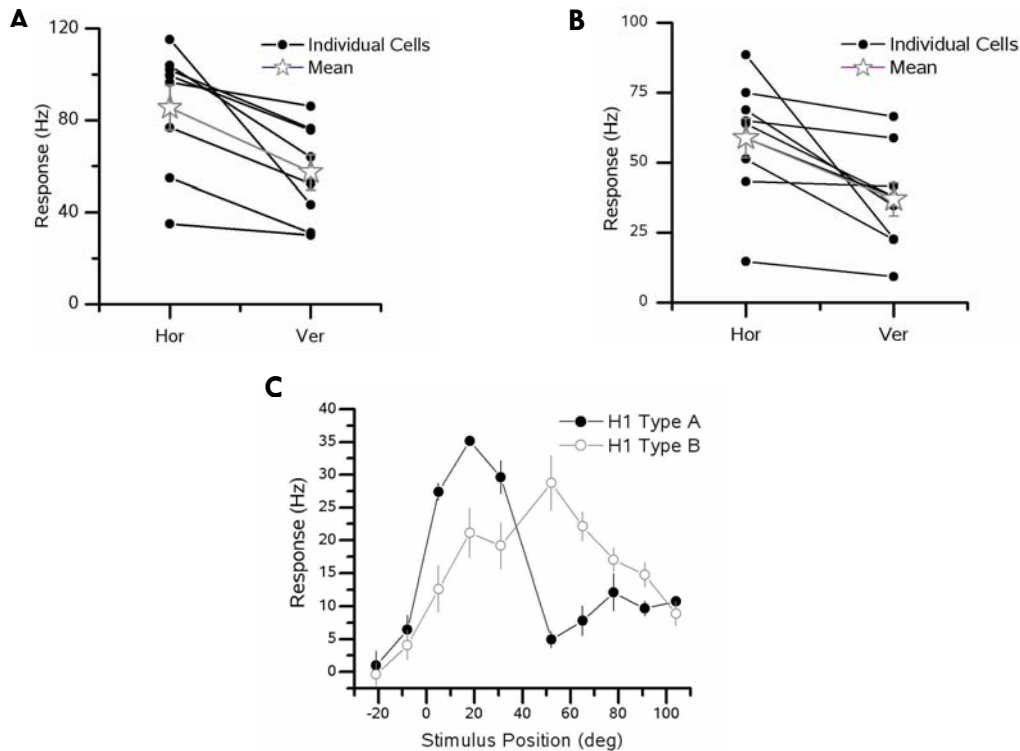 A
Response (Hz)
120
80
40
0
Hor
Ver
Individual Cells
Mean
B
Response (Hz)
100
75
50
25
0
Hor
Ver
Individual Cells
Mean
C
Response (Hz)
40
35
30
25
20
15
10
5
0
-20 0 20 40 60 80 100
Stimulus Position (deg)
H1 Type A
H1 Type B